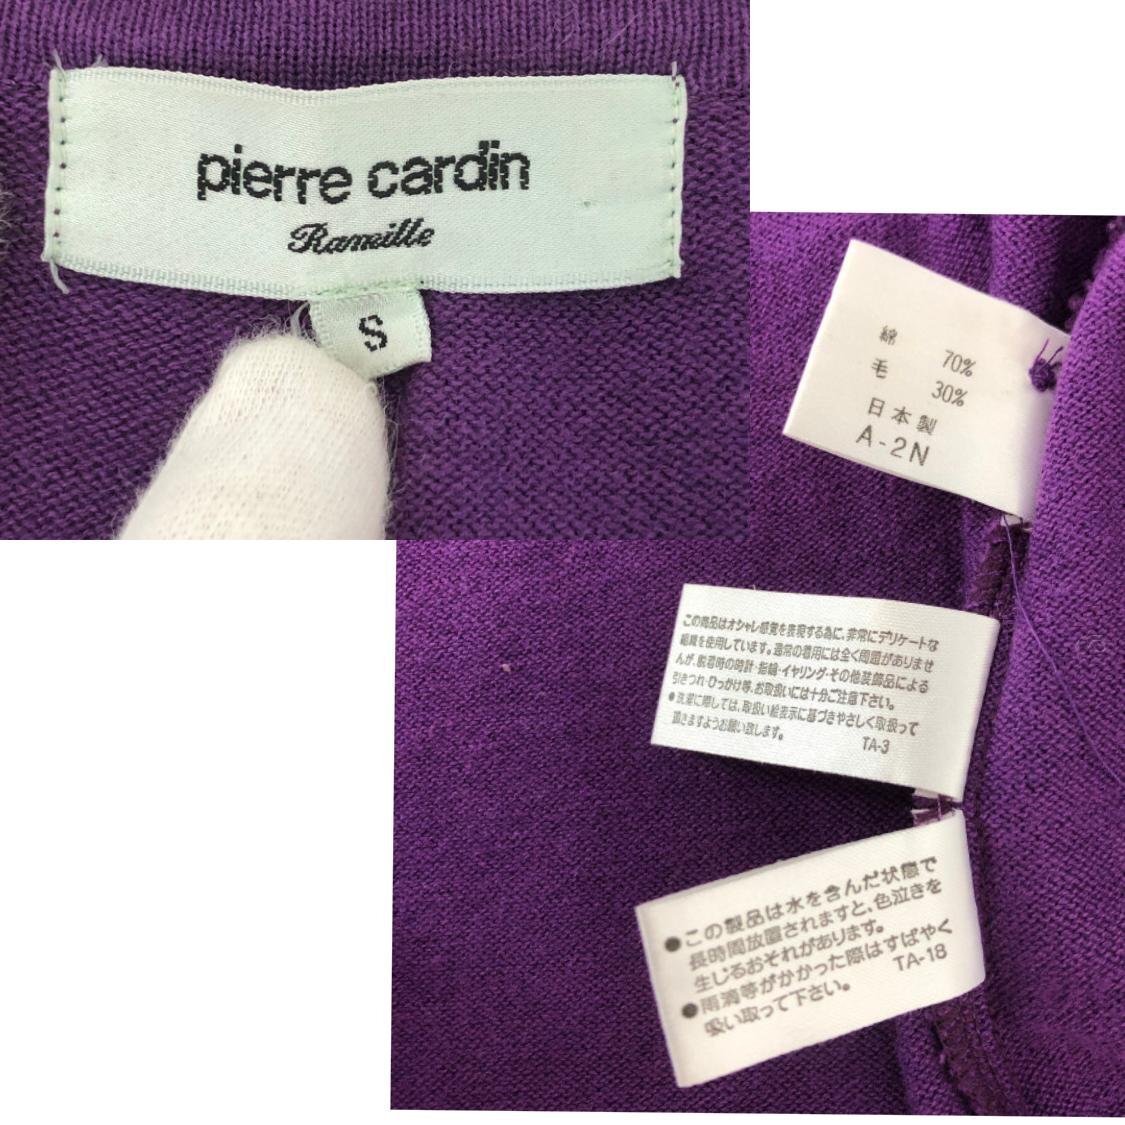 pierre cardin
Rameille
S
綿 70%
毛 30%
日本製
A-2N
この商品はオシャレ感覚を表現する為に、非常にデリケートな
組織を使用しています。通常の着用には全く問題がありませ
んが、脱着時の時計・指輪・イヤリング・その他装飾品による
引きつれ・ひっかけ等、お取扱いには十分ご注意下さい。
●洗濯に際しては、取扱い絵表示に基づきやさしく取扱って
頂きますようお願い致します。 TA-3
●この製品は水を含んだ状態で
長時間放置されますと、色泣きを
生じるおそれがあります。
●雨滴等がかかった際はすばやく
吸い取って下さい。 TA-18